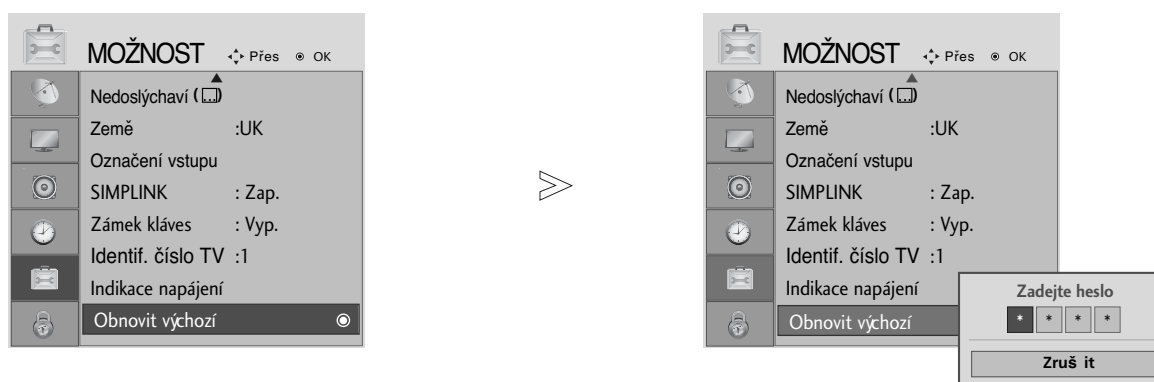 MOŽNOST Přes OK
Nedoslýchaví ( )
Země :UK
Označení vstupu
SIMPLINK : Zap.
Zámek kláves : Vyp.
Identif. číslo TV :1
Indikace napájení
Obnovit výchozí
MOŽNOST Přes OK
Nedoslýchaví ( )
Země :UK
Označení vstupu
SIMPLINK : Zap.
Zámek kláves : Vyp.
Identif. číslo TV :1
Indikace napájení
Obnovit výchozí
Zadejte heslo
* * * *
Zruš it